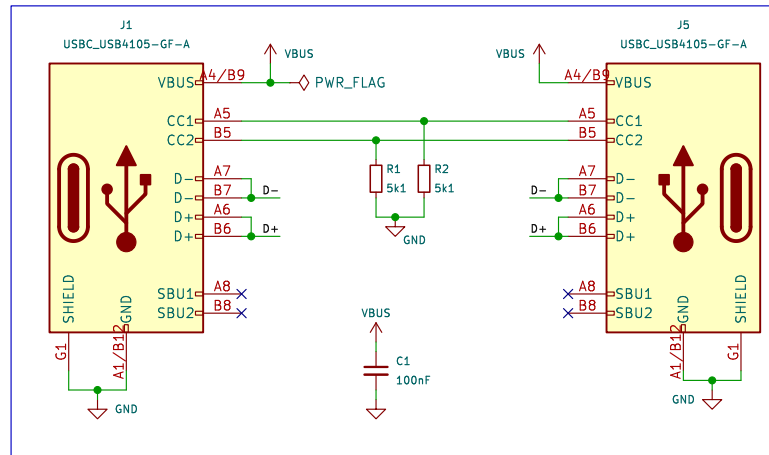 J1
USBC_USB4105-GF-A
VBUS
A4/B9
VBUS
PWR_FLAG
CC1
A5
CC2
B5
D-
A7
D-
B7
D-
D+
A6
D+
B6
D+
SBU1
A8
SBU2
B8
SHIELD
GND
G1
A1/B12
GND
R1
5k1
R2
5k1
GND
VBUS
C1
100nF
J5
USBC_USB4105-GF-A
VBUS
A4/B9
VBUS
A5
CC1
B5
CC2
A7
D-
D-
B7
D-
A6
D+
D+
B6
D+
A8
SBU1
B8
SBU2
GND
SHIELD
A1/B12
G1
GND